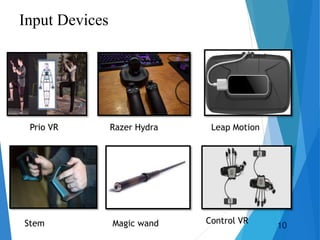 Input Devices
Prio VR
Razer Hydra
Leap Motion
Stem
Magic wand
Control VR
10